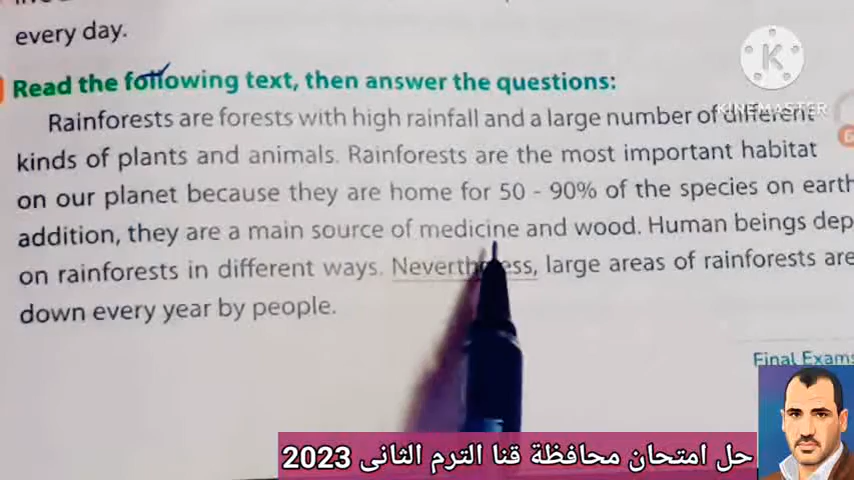 every day.
Read the following text, then answer the questions:
Rainforests are forests with high rainfall and a large number of different
kinds of plants and animals. Rainforests are the most important habitat
on our planet because they are home for 50 - 90% of the species on earth
addition, they are a main source of medicine and wood. Human beings dep
on rainforests in different ways. Nevertheless, large areas of rainforests are
down every year by people.
Final Exams
K
KINEMASTER
حل امتحان محافظة قنا الترم الثانى 2023